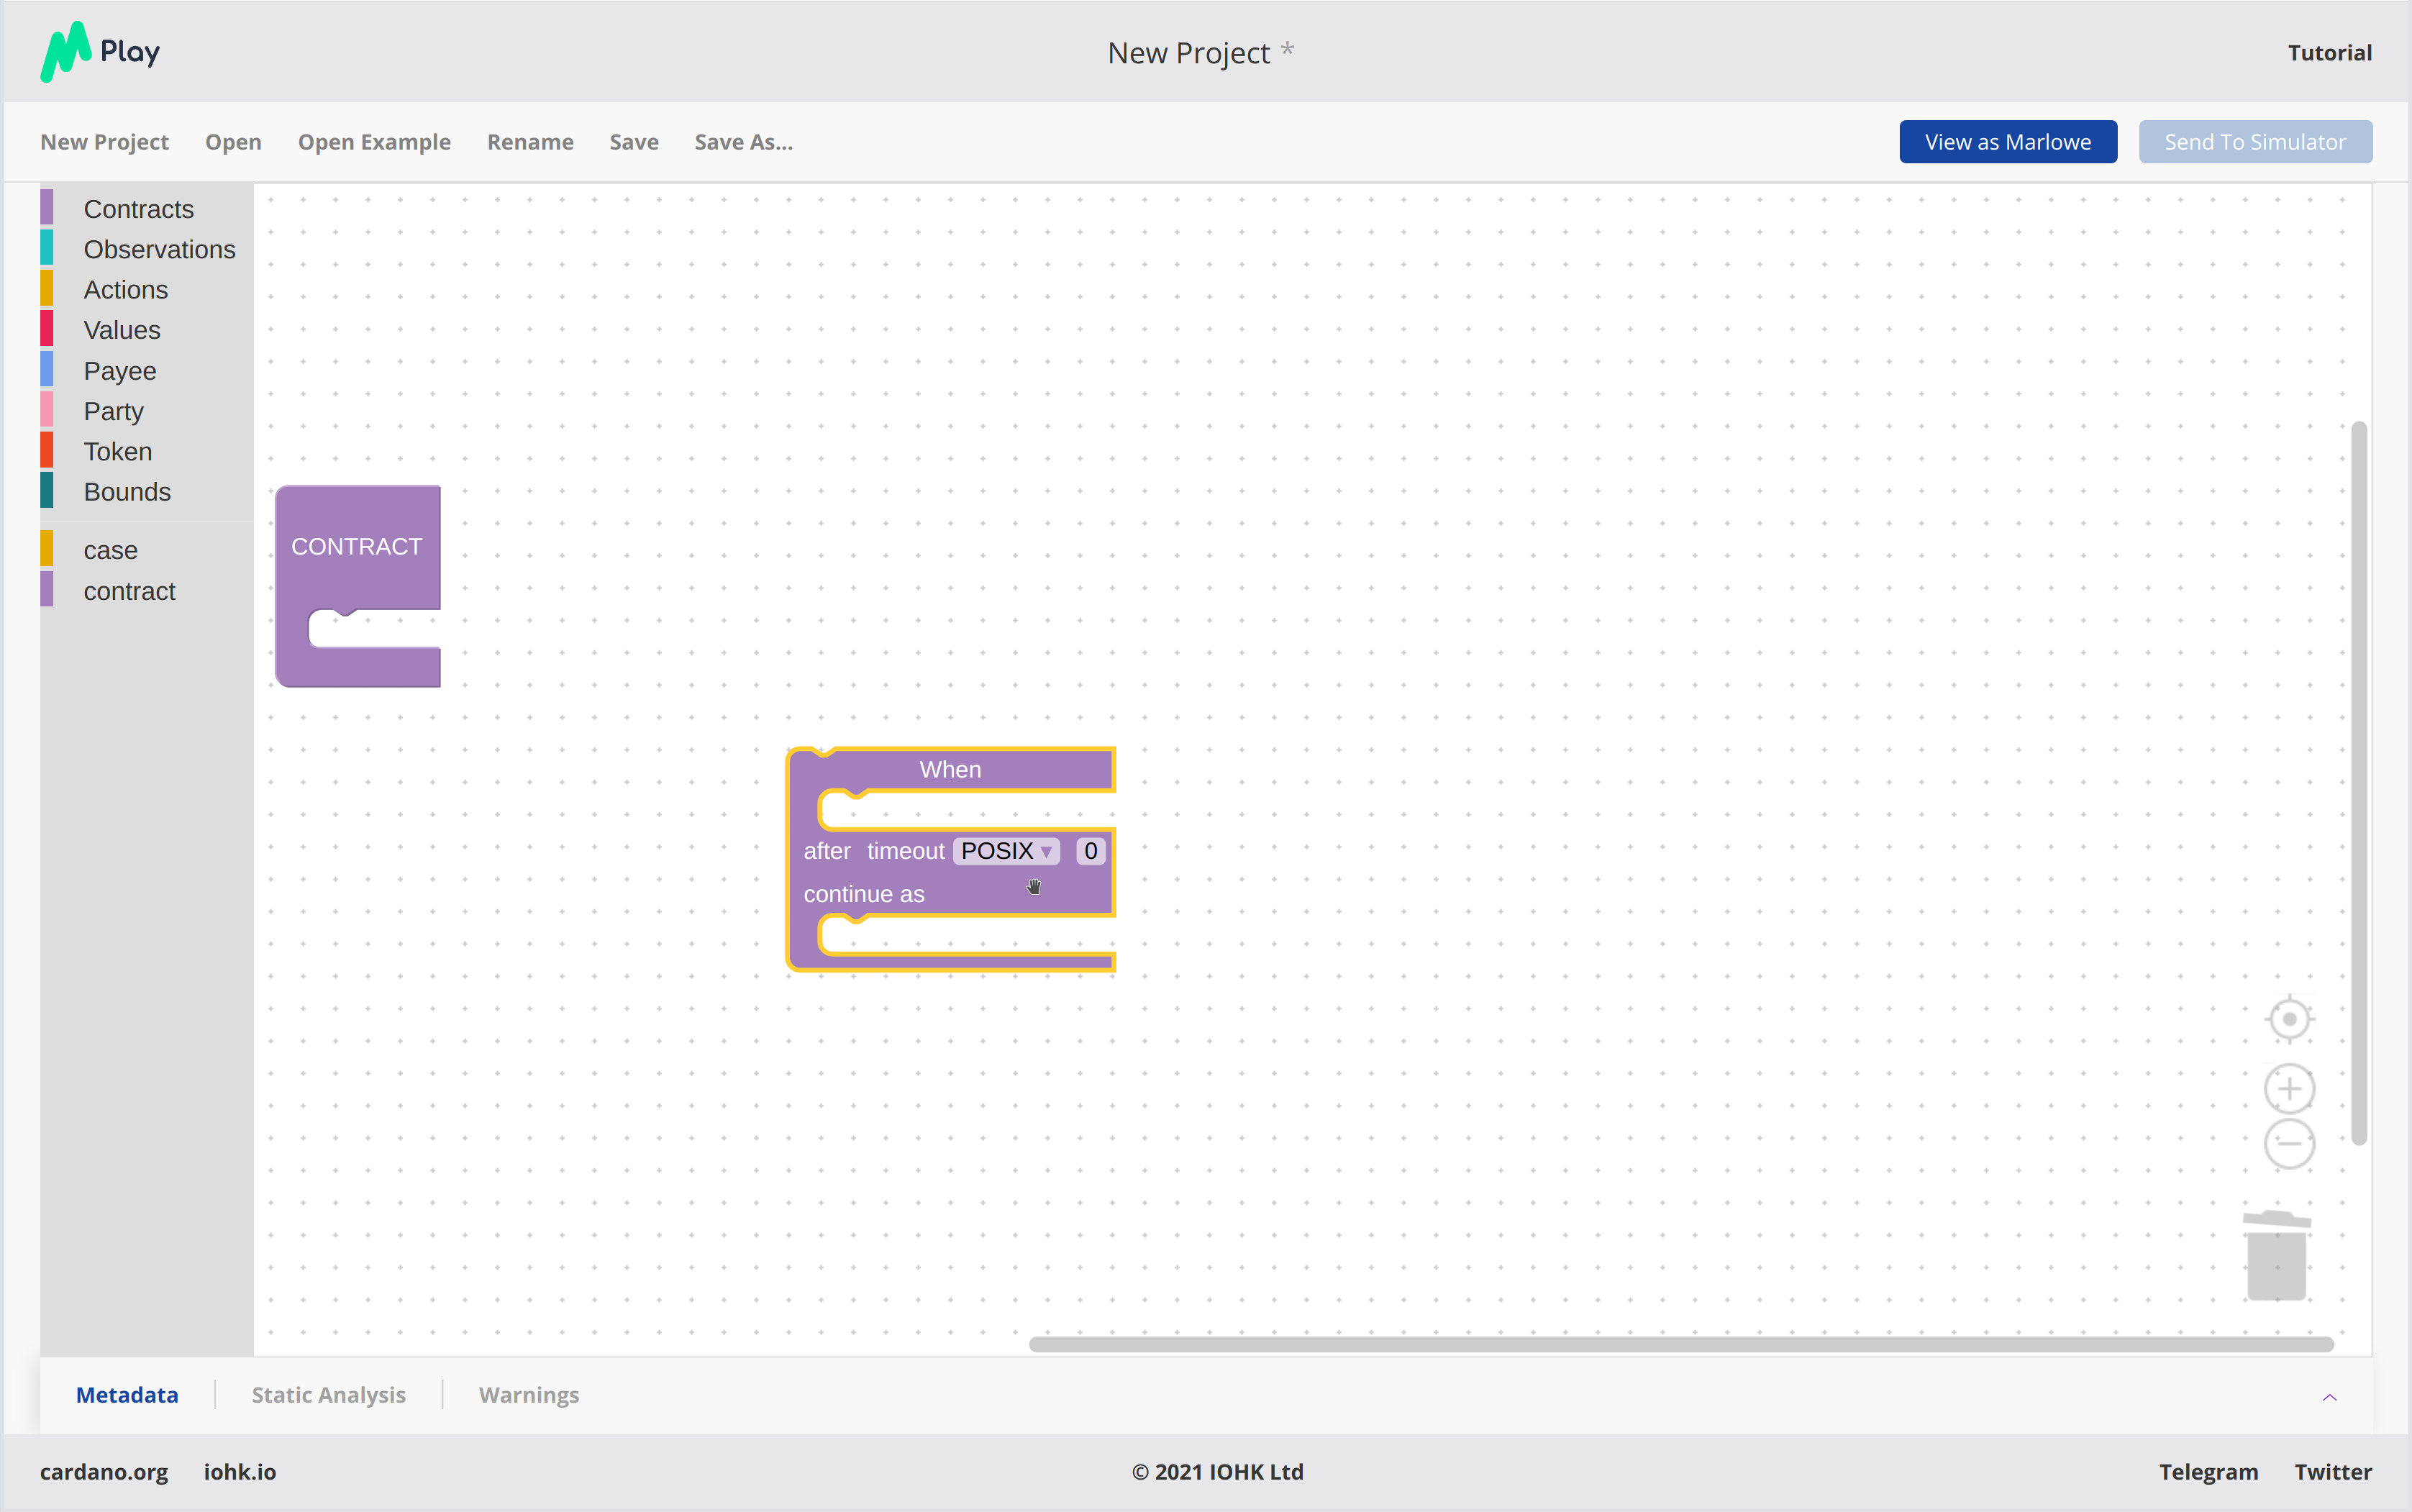 Play
New Project *
Tutorial
New Project Open Open Example Rename Save Save As...
View as Marlowe Send To Simulator
Contracts
Observations
Actions
Values
Payee
Party
Token
Bounds
case
contract
CONTRACT
When
after timeout POSIX ▾ 0
continue as
Metadata Static Analysis Warnings
cardano.org iohk.io © 2021 IOHK Ltd Telegram Twitter